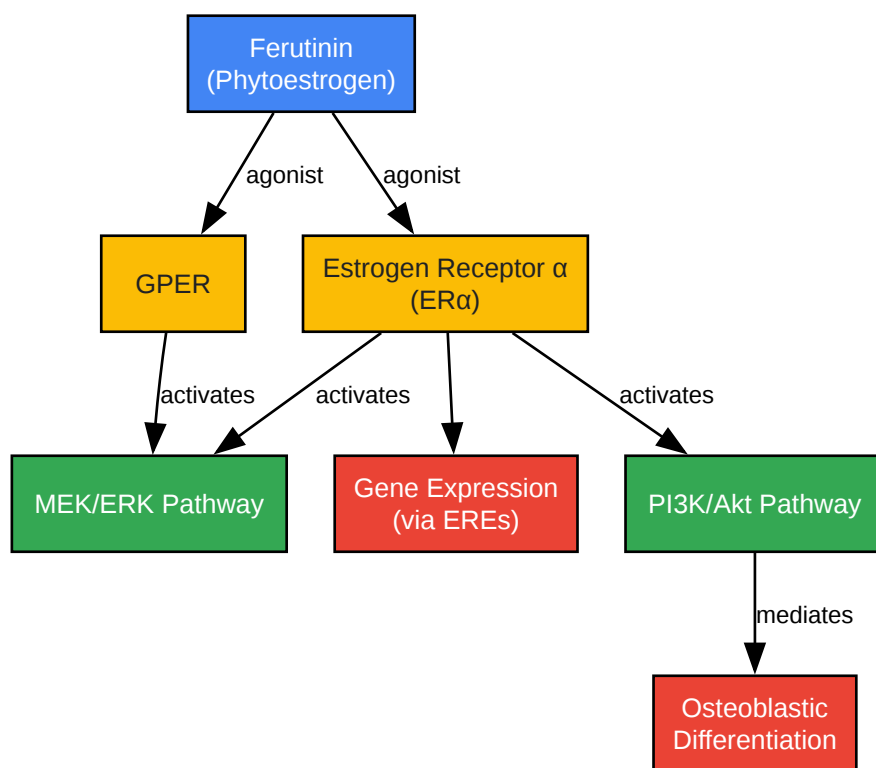 Ferutinin
(Phytoestrogen)
agonist
agonist
GPER
Estrogen Receptor α
(ERα)
activates
activates
activates
MEK/ERK Pathway
Gene Expression
(via EREs)
PI3K/Akt Pathway
mediates
Osteoblastic
Differentiation